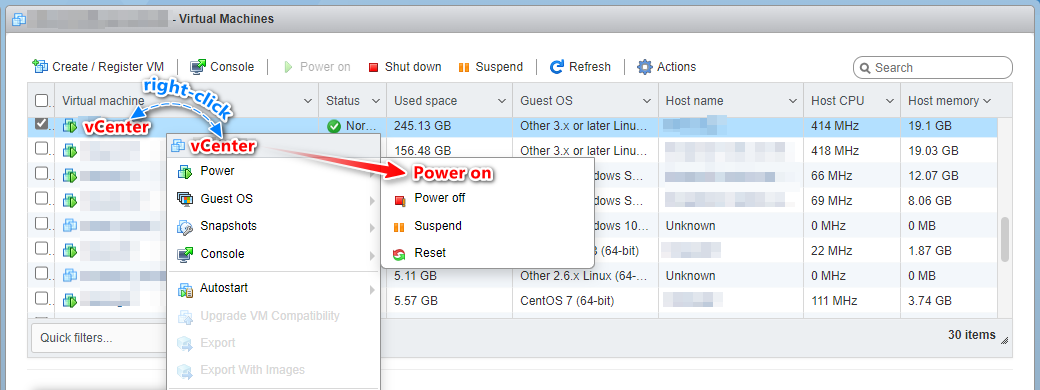 - Virtual Machines
Create / Register VM Console Power on Shut down Suspend Refresh Actions Search
right-click
Virtual machine Status Used space Guest OS Host name Host CPU Host memory
vCenter Nor... 245.13 GB Other 3.x or later Linu... 414 MHz 19.1 GB
vCenter 156.48 GB Other 3.x or later Linu... 418 MHz 19.03 GB
Power Power on ndows S... 66 MHz 12.07 GB
Guest OS Power off ndows S... 69 MHz 8.06 GB
Snapshots Suspend ndows 10... Unknown 0 MHz 0 MB
Console Reset 3 (64-bit) 22 MHz 1.87 GB
5.11 GB Other 2.6.x Linux (64-... Unknown 0 MHz 0 MB
Autostart 5.57 GB CentOS 7 (64-bit) 111 MHz 3.74 GB
Upgrade VM Compatibility
Quick filters... Export 30 items
Export With Images